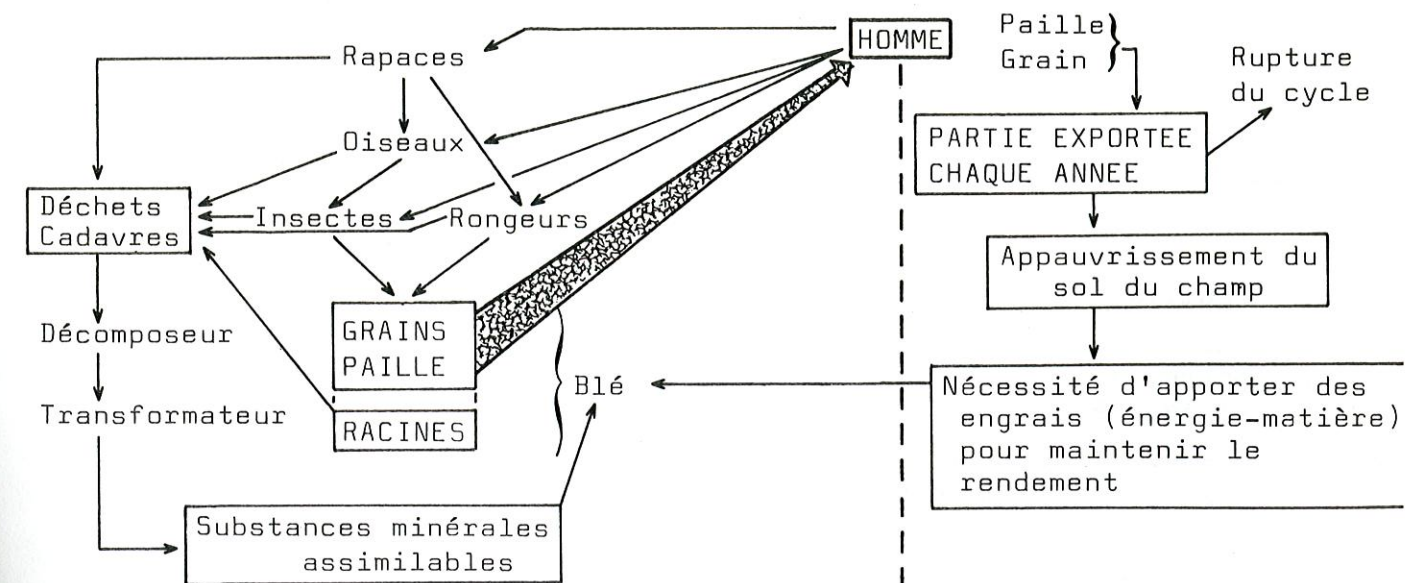 HOMME
Paille
Grain
Rupture
du cycle
Rapaces
PARTIE EXPORTEE
CHAQUE ANNEE
Oiseaux
Déchets
Cadavres
Insectes
Rongeurs
Appauvrissement du
sol du champ
GRAINS
PAILLE
Décomposeur
Blé
Nécessité d'apporter des
engrais (énergie-matière)
pour maintenir le
rendement
Transformateur
RACINES
Substances minérales
assimilables